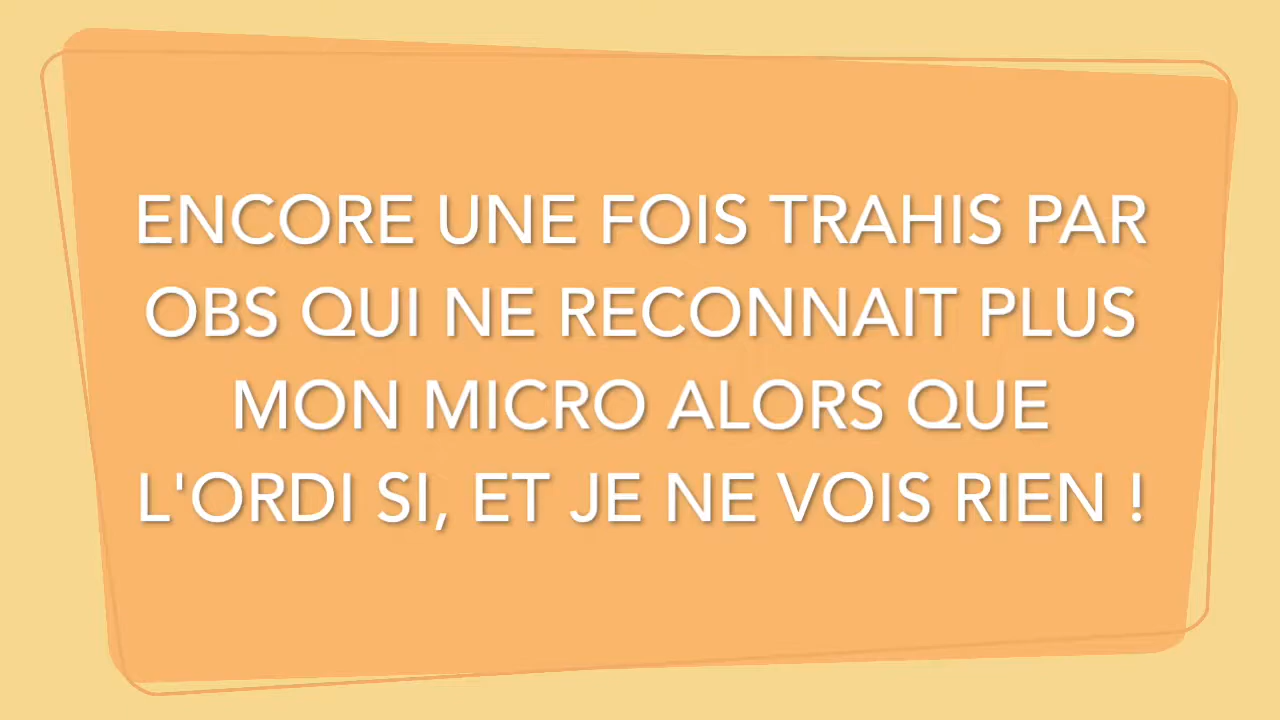 ENCORE UNE FOIS TRAHIS PAR
OBS QUI NE RECONNAIT PLUS
MON MICRO ALORS QUE
L'ORDI SI, ET JE NE VOIS RIEN !